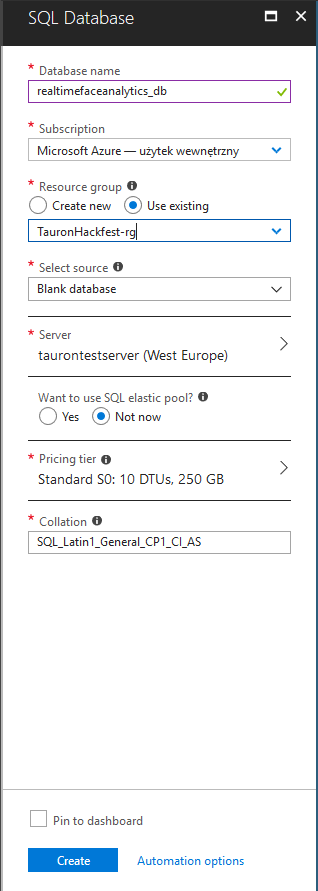 SQL Database
* Database name
realtimefaceanalytics_db
* Subscription
Microsoft Azure — użytek wewnętrzny
* Resource group
Create new Use existing
TauronHackfest-rg
* Select source
Blank database
* Server
taurontestserver (West Europe)
Want to use SQL elastic pool?
Yes Not now
* Pricing tier
Standard S0: 10 DTUs, 250 GB
* Collation
SQL_Latin1_General_CP1_CI_AS
Pin to dashboard
Create Automation options